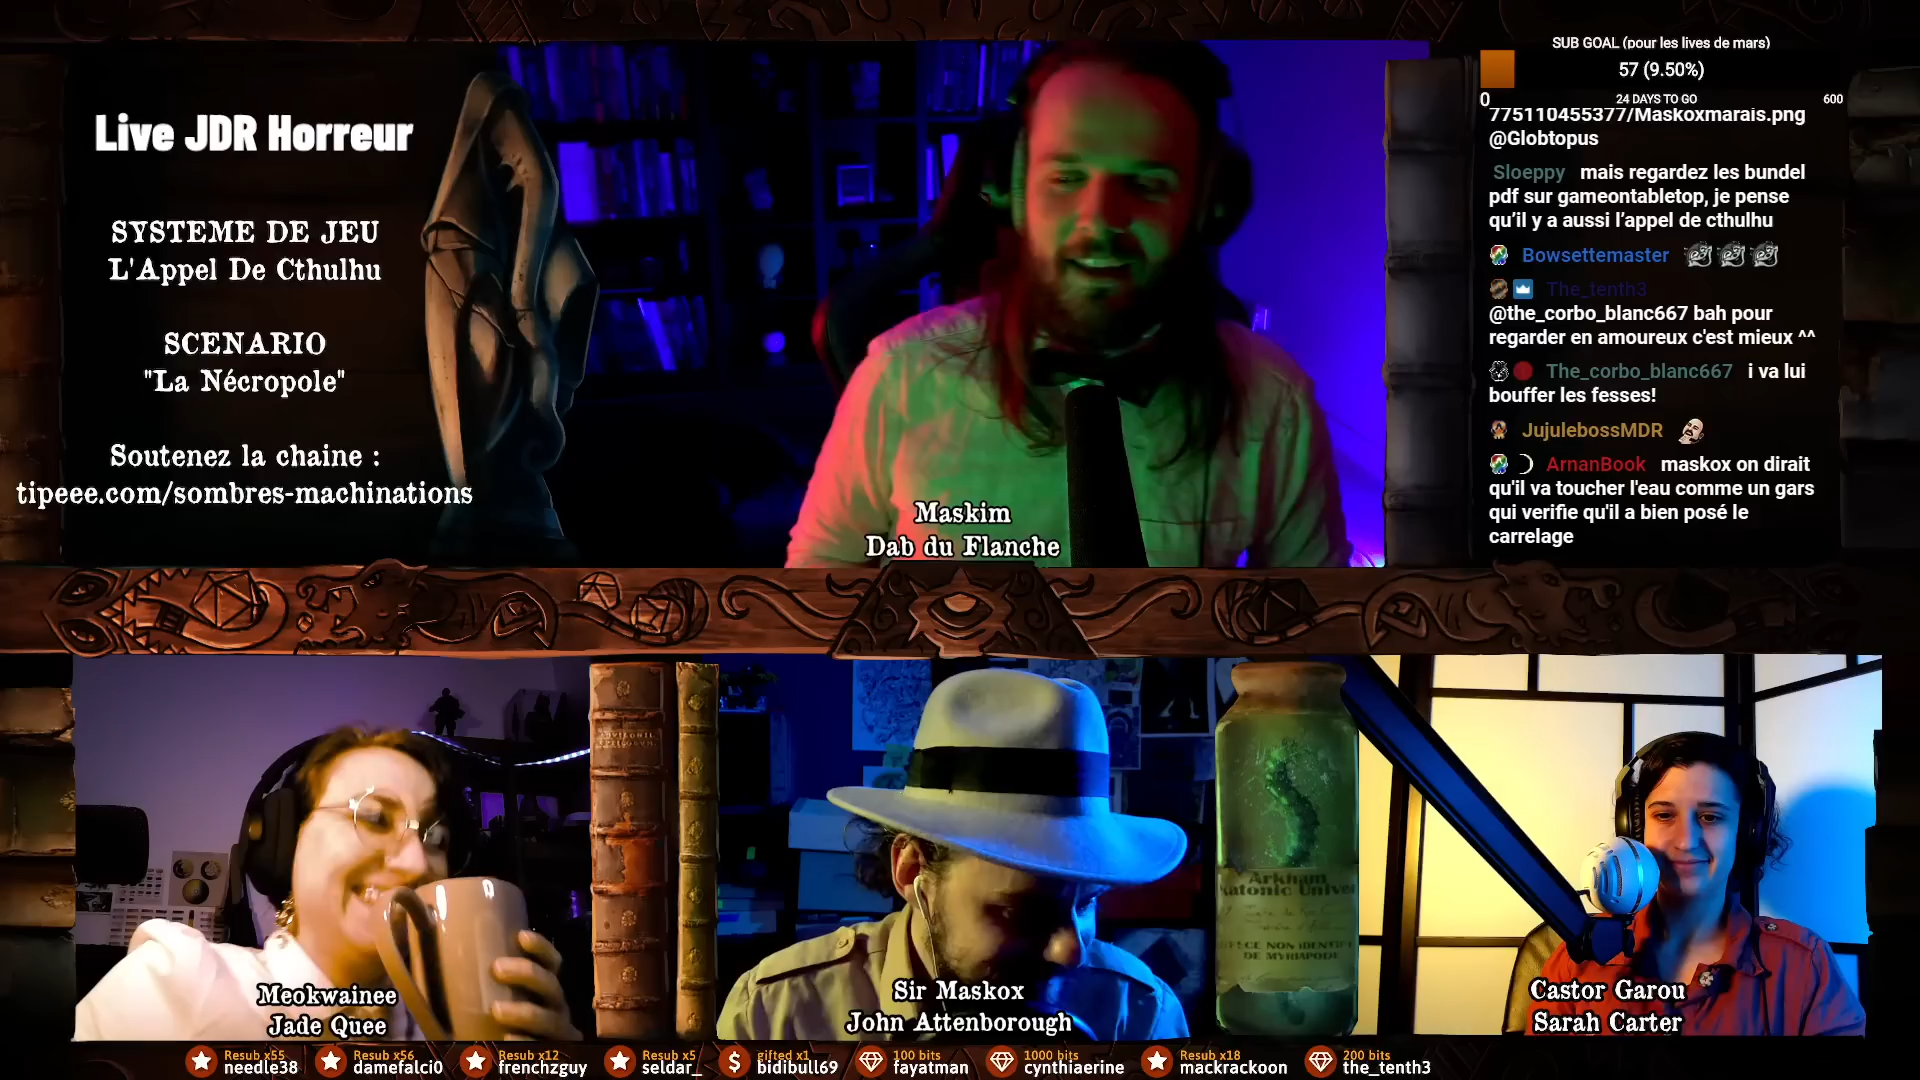 Live JDR Horreur
SYSTEME DE JEU
L'Appel De Cthulhu
SCENARIO
"La Nécropole"
Soutenez la chaine :
tipeee.com/sombres-machinations
Maskim
Dab du Flanche
SUB GOAL (pour les lives de mars)
57 (9.50%)
0
24 DAYS TO GO
600
775110455377/Maskoxmarais.png
@Globtopus
Sloeppy mais regardez les bundel
pdf sur gameontabletop, je pense
qu'il y a aussi l'appel de cthulhu
Bowsettemaster
The_tenth3
@the_corbo_blanc667 bah pour
regarder en amoureux c'est mieux ^^
The_corbo_blanc667 i va lui
bouffer les fesses!
JujulebossMDR
ArnanBook maskox on dirait
qu'il va toucher l'eau comme un gars
qui verifie qu'il a bien posé le
carrelage
Meokwainee
Jade Quee
Sir Maskox
John Attenborough
Arkham
katonic Univer
DE MYRIAPODE
Castor Garou
Sarah Carter
Resub x55
needle38
Resub x56
damefalci0
Resub x12
frenchzguy
Resub x5
seldar_
gifted x1
bidibull69
100 bits
fayatman
1000 bits
cynthiaerine
Resub x18
mackrackoon
200 bits
the_tenth3